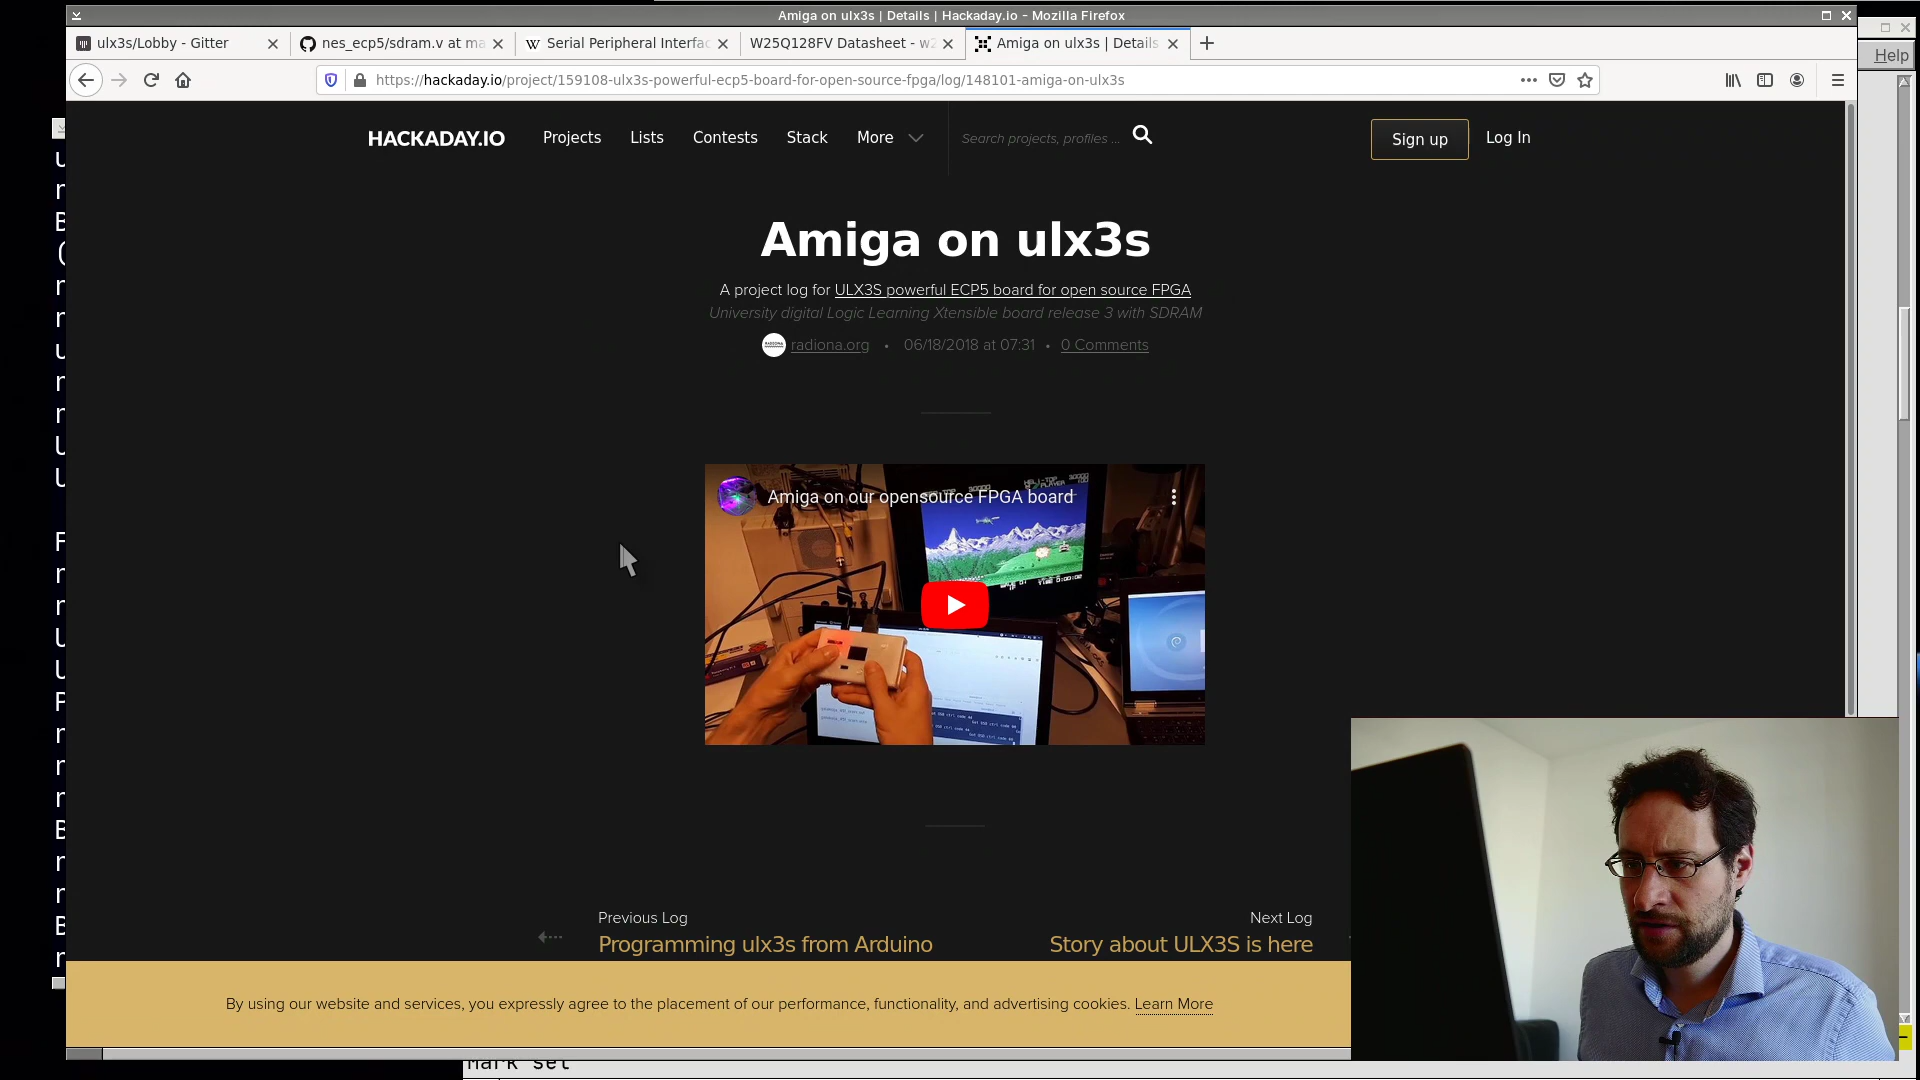 Amiga on ulx3s | Details | Hackaday.io - Mozilla Firefox
ulx3s/Lobby - Gitter
nes_ecp5/sdram.v at ma
Serial Peripheral Interfac
W25Q128FV Datasheet - w2
Amiga on ulx3s | Details
Help
https://hackaday.io/project/159108-ulx3s-powerful-ecp5-board-for-open-source-fpga/log/148101-amiga-on-ulx3s
HACKADAY.IO Projects Lists Contests Stack More Search projects, profiles ... Sign up Log In
Amiga on ulx3s
A project log for ULX3S powerful ECP5 board for open source FPGA
University digital Logic Learning Xtensible board release 3 with SDRAM
radiona.org • 06/18/2018 at 07:31 • 0 Comments
Amiga on our opensource FPGA board
Previous Log
Programming ulx3s from Arduino
Next Log
Story about ULX3S is here
By using our website and services, you expressly agree to the placement of our performance, functionality, and advertising cookies. Learn More
Mark set